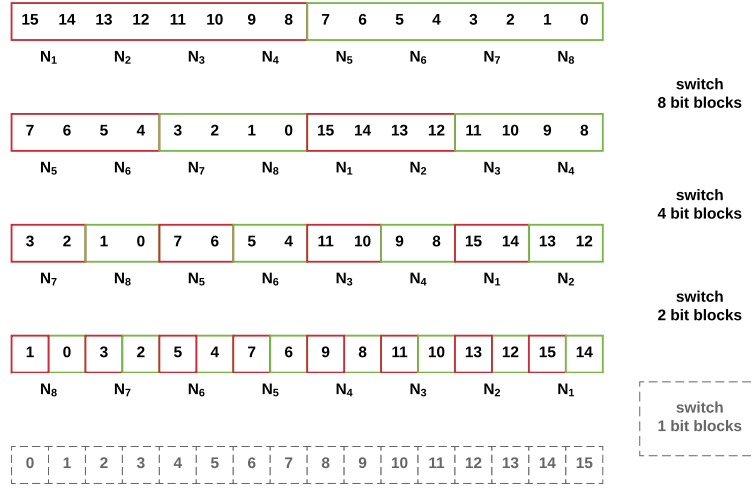 15 14 13 12 11 10 9 8 7 6 5 4 3 2 1 0
N₁ N₂ N₃ N₄ N₅ N₆ N₇ N₈
switch
8 bit blocks
7 6 5 4 3 2 1 0 15 14 13 12 11 10 9 8
N₅ N₆ N₇ N₈ N₁ N₂ N₃ N₄
switch
4 bit blocks
3 2 1 0 7 6 5 4 11 10 9 8 15 14 13 12
N₇ N₈ N₅ N₆ N₃ N₄ N₁ N₂
switch
2 bit blocks
1 0 3 2 5 4 7 6 9 8 11 10 13 12 15 14
N₈ N₇ N₆ N₅ N₄ N₃ N₂ N₁
switch
1 bit blocks
0 1 2 3 4 5 6 7 8 9 10 11 12 13 14 15